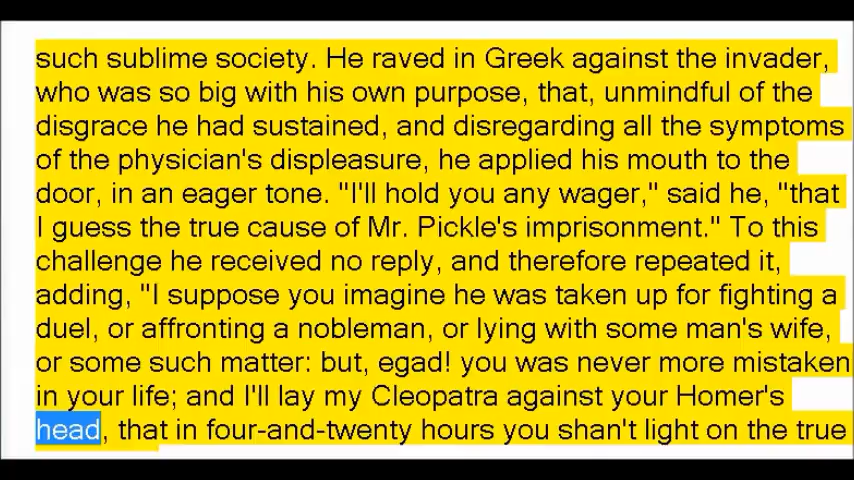 such sublime society. He raved in Greek against the invader,
who was so big with his own purpose, that, unmindful of the
disgrace he had sustained, and disregarding all the symptoms
of the physician's displeasure, he applied his mouth to the
door, in an eager tone. "I'll hold you any wager," said he, "that
I guess the true cause of Mr. Pickle's imprisonment." To this
challenge he received no reply, and therefore repeated it,
adding, "I suppose you imagine he was taken up for fighting a
duel, or affronting a nobleman, or lying with some man's wife,
or some such matter: but, egad! you was never more mistaken
in your life; and I'll lay my Cleopatra against your Homer's
head, that in four-and-twenty hours you shan't light on the true